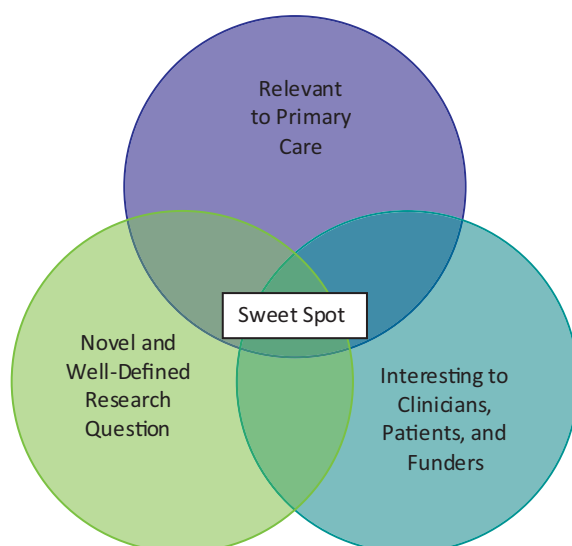 Relevant
to Primary
Care
Sweet Spot
Novel and
Well-Defined
Research
Question
Interesting to
Clinicians,
Patients, and
Funders